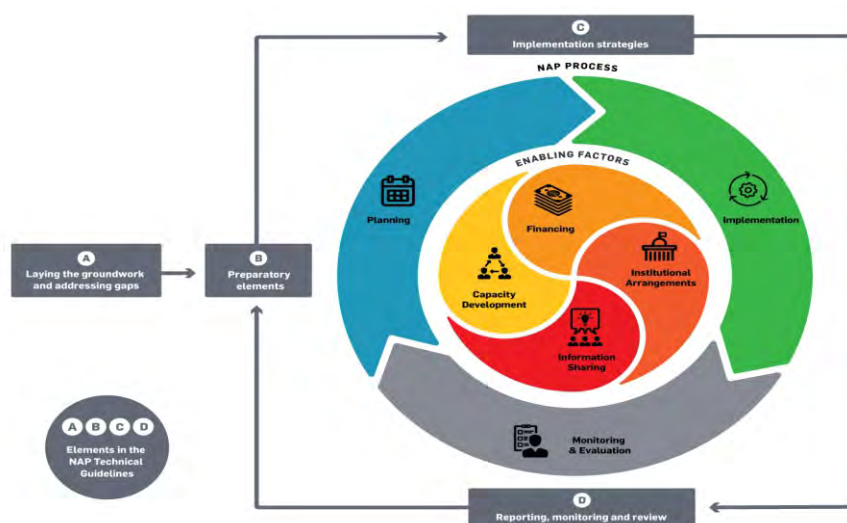 C
Implementation strategies
NAP PROCESS
ENABLING FACTORS
Planning
Financing
Implementation
A
Laying the groundwork
and addressing gaps
B
Preparatory
elements
Institutional
Arrangements
Capacity
Development
Information
Sharing
A B C D
Elements in the
NAP Technical
Guidelines
Monitoring
& Evaluation
D
Reporting, monitoring and review